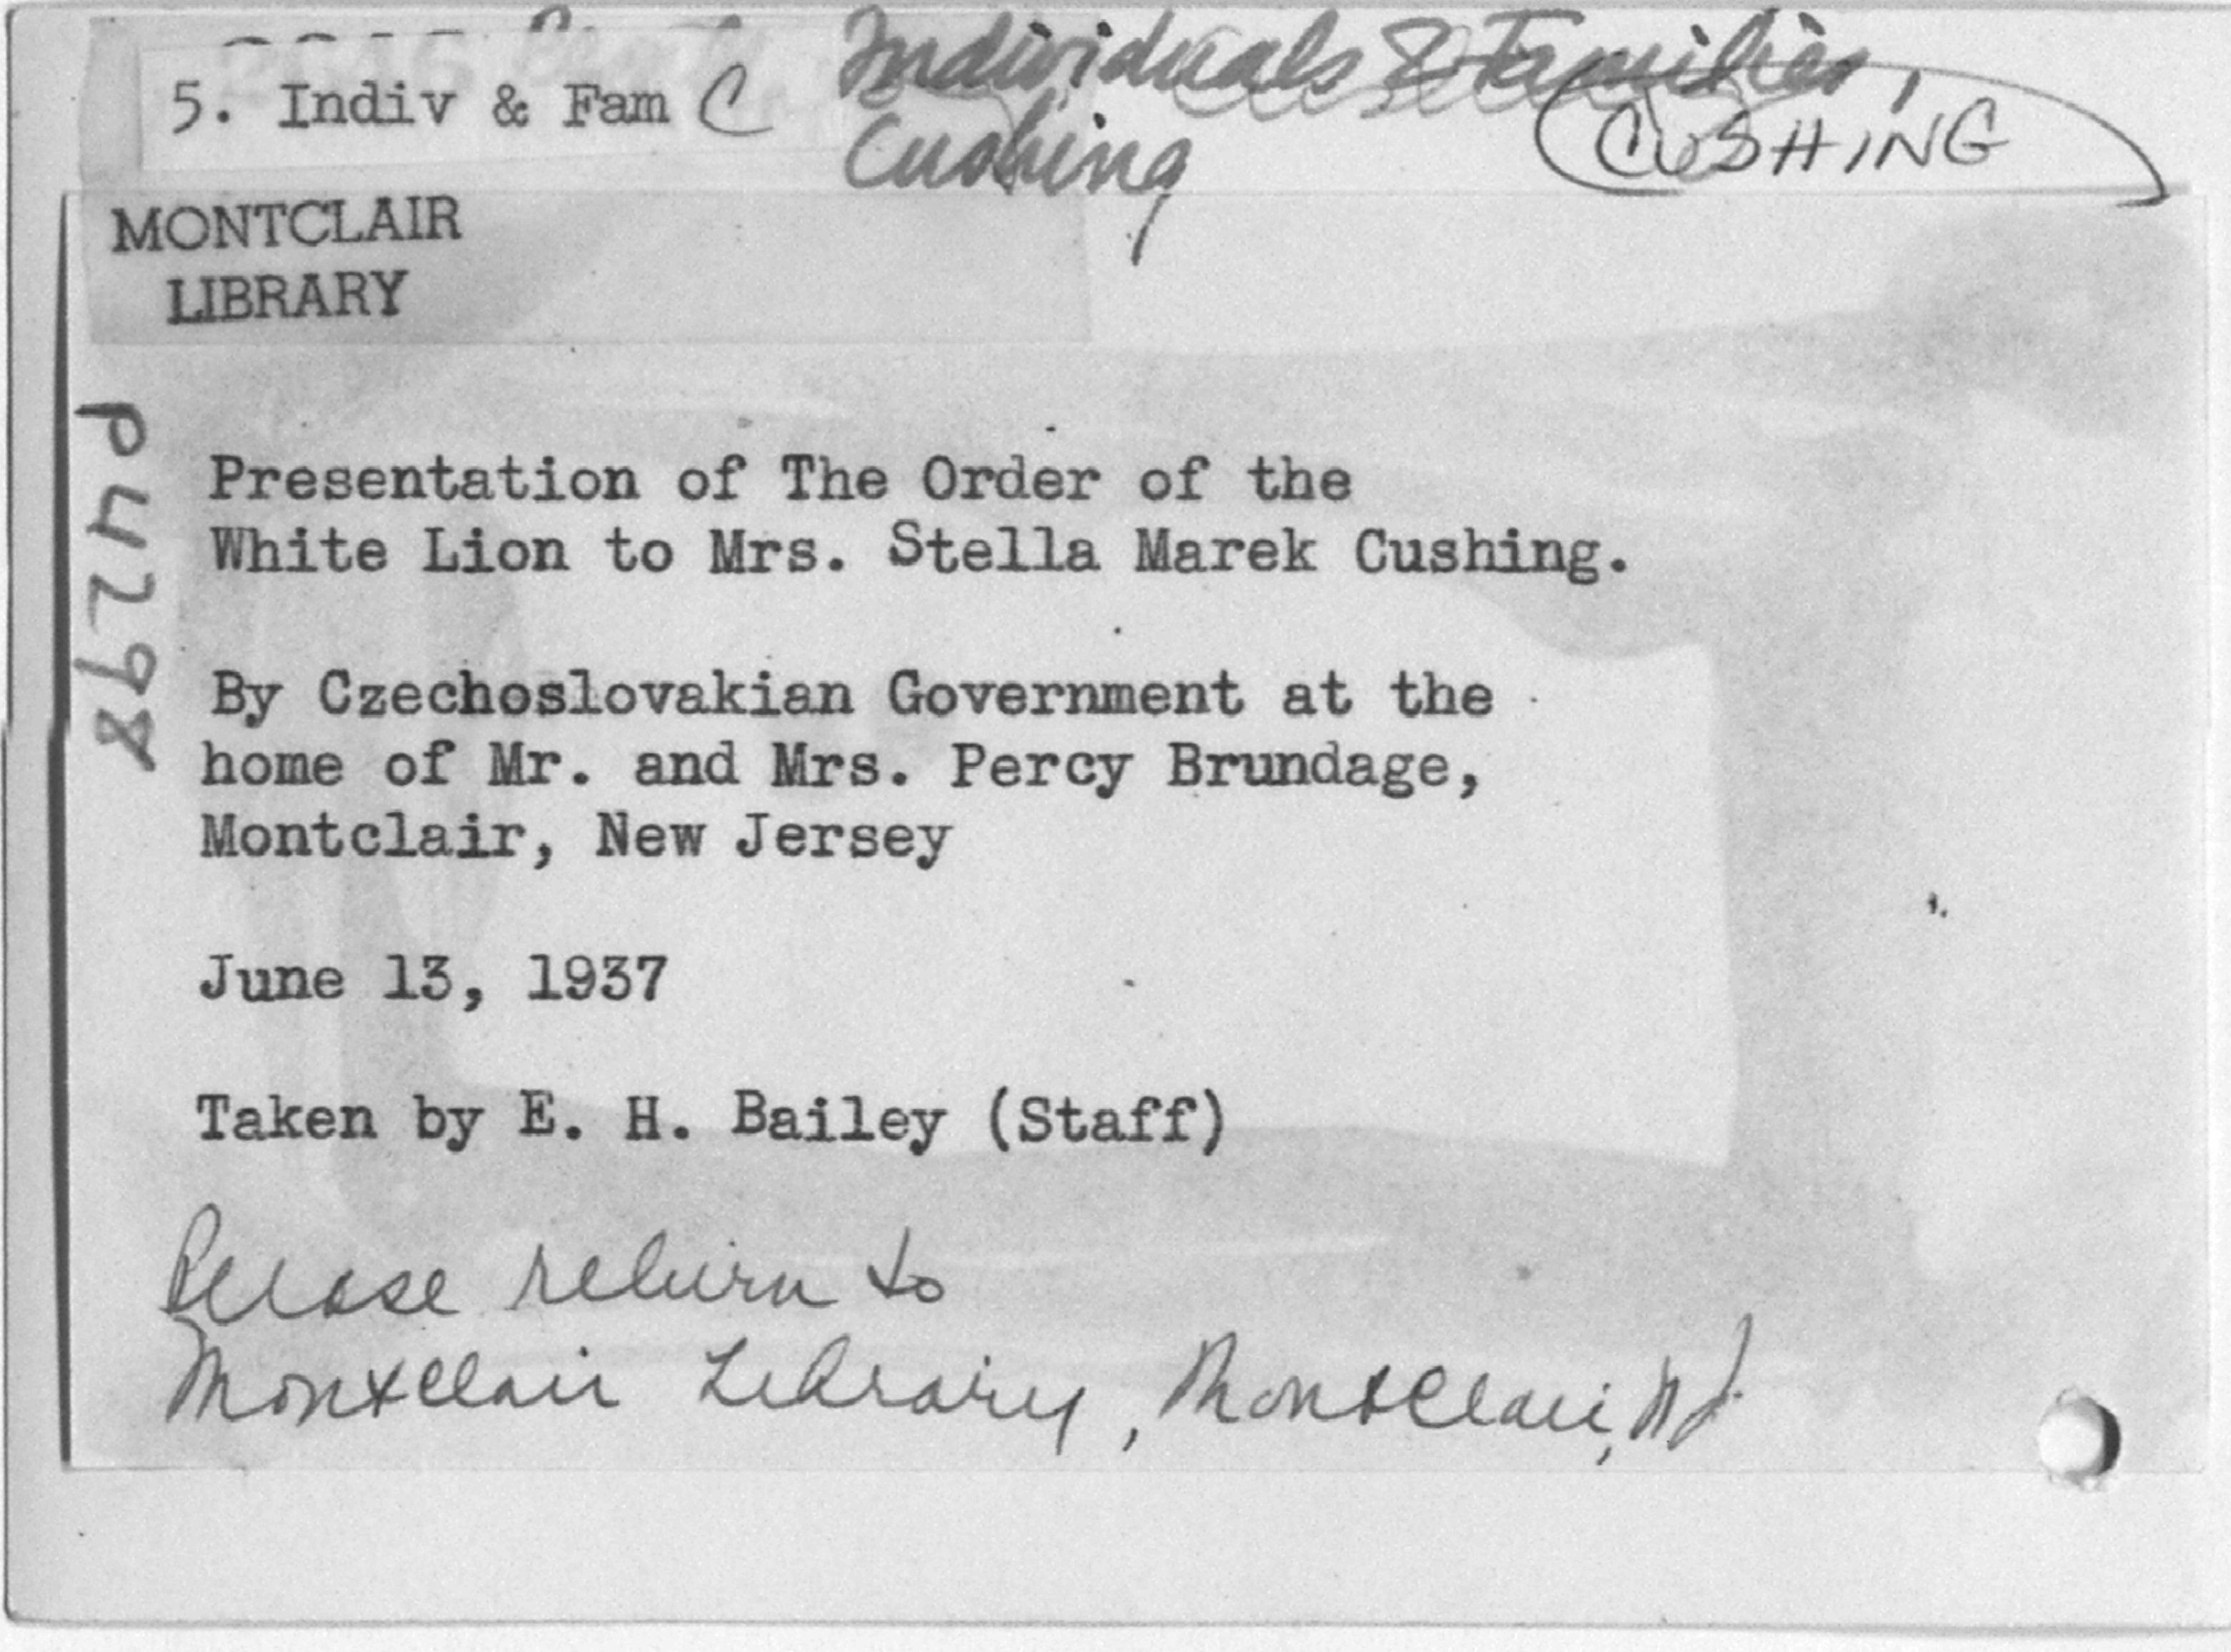 Individuals & Families,
5. Indiv & Fam C
Cushing
CUSHING
MONTCLAIR
LIBRARY
P4298
Presentation of The Order of the
White Lion to Mrs. Stella Marek Cushing.
By Czechoslovakian Government at the
home of Mr. and Mrs. Percy Brundage,
Montclair, New Jersey
June 13, 1937
Taken by E. H. Bailey (Staff)
Please return to
Montclair Library, Montclair, NJ.